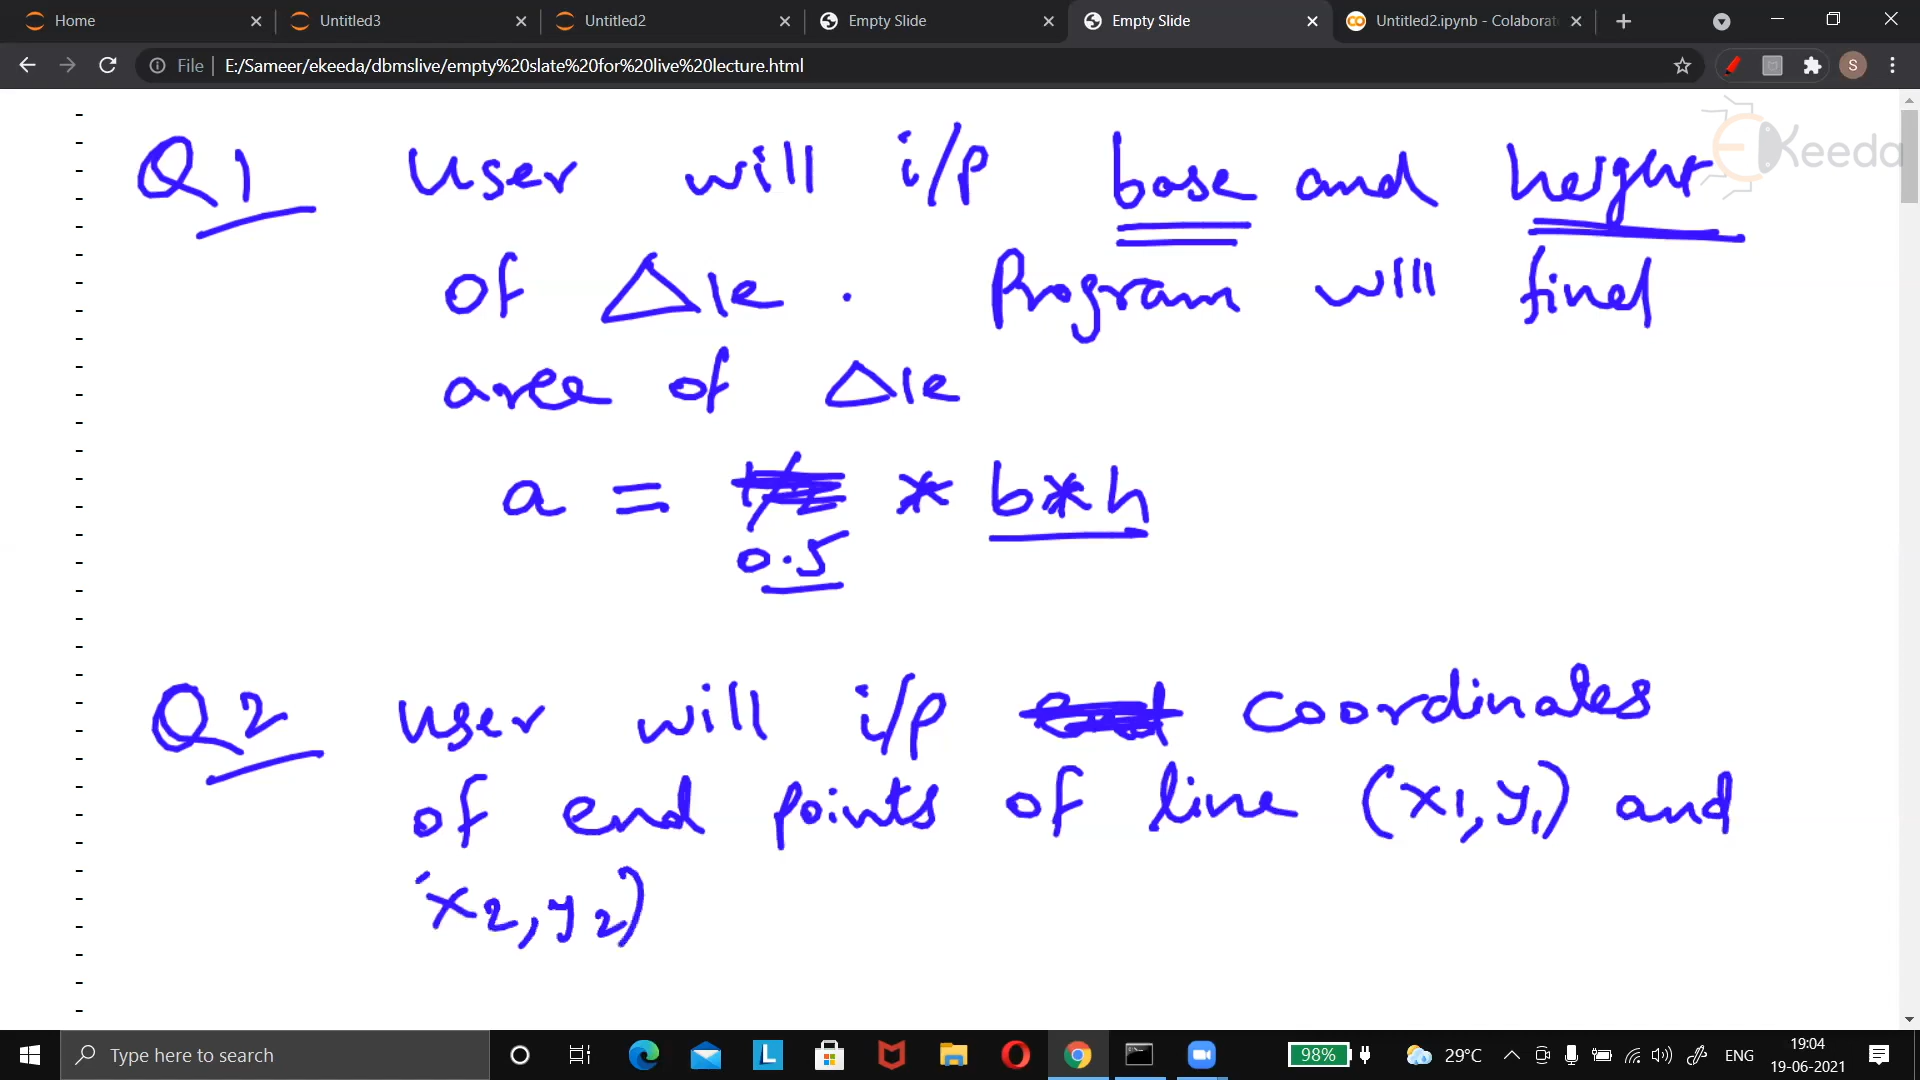 Home
Untitled3
Untitled2
Empty Slide
Empty Slide
Untitled2.ipynb - Colaborat
File
E:/Sameer/ekeeda/dbmslive/empty%20slate%20for%20live%20lecture.html
S
Keeda
Q1 User will i/p base and height
of △le. Program will find
area of △le
a = * b*h
0.5
Q2 user will i/p coordinates
of end points of line (x1,y1) and
x2,y2)
Type here to search
L
98%
29°C
ENG
19:04
19-06-2021